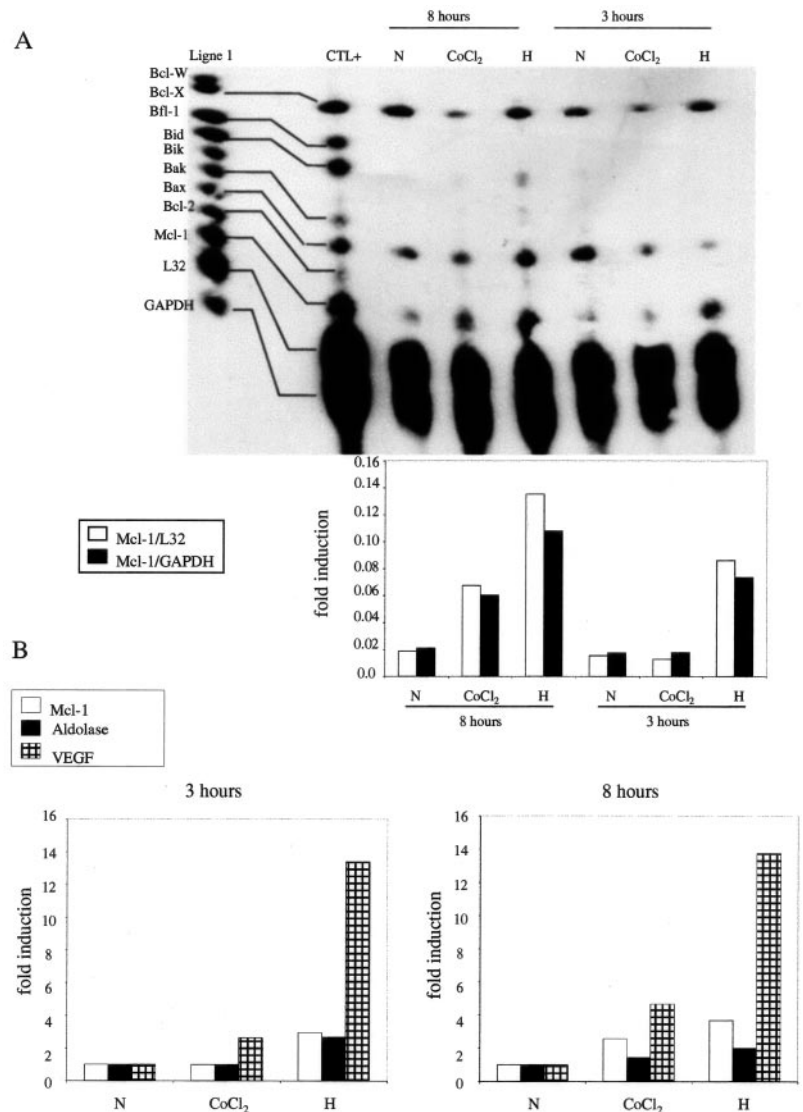 A
8 hours 3 hours
Ligne 1 CTL+ N CoCl₂ H N CoCl₂ H
Bcl-W
Bcl-X
Bfl-1
Bid
Bik
Bak
Bax
Bcl-2
Mcl-1
L32
GAPDH
Mcl-1/L32
Mcl-1/GAPDH
fold induction
0.16
0.14
0.12
0.10
0.08
0.06
0.04
0.02
0.0
N CoCl₂ H N CoCl₂ H
8 hours 3 hours
B
Mcl-1
Aldolase
VEGF
3 hours
fold induction
16
14
12
10
8
6
4
2
0
N CoCl₂ H
8 hours
fold induction
16
14
12
10
8
6
4
2
0
N CoCl₂ H